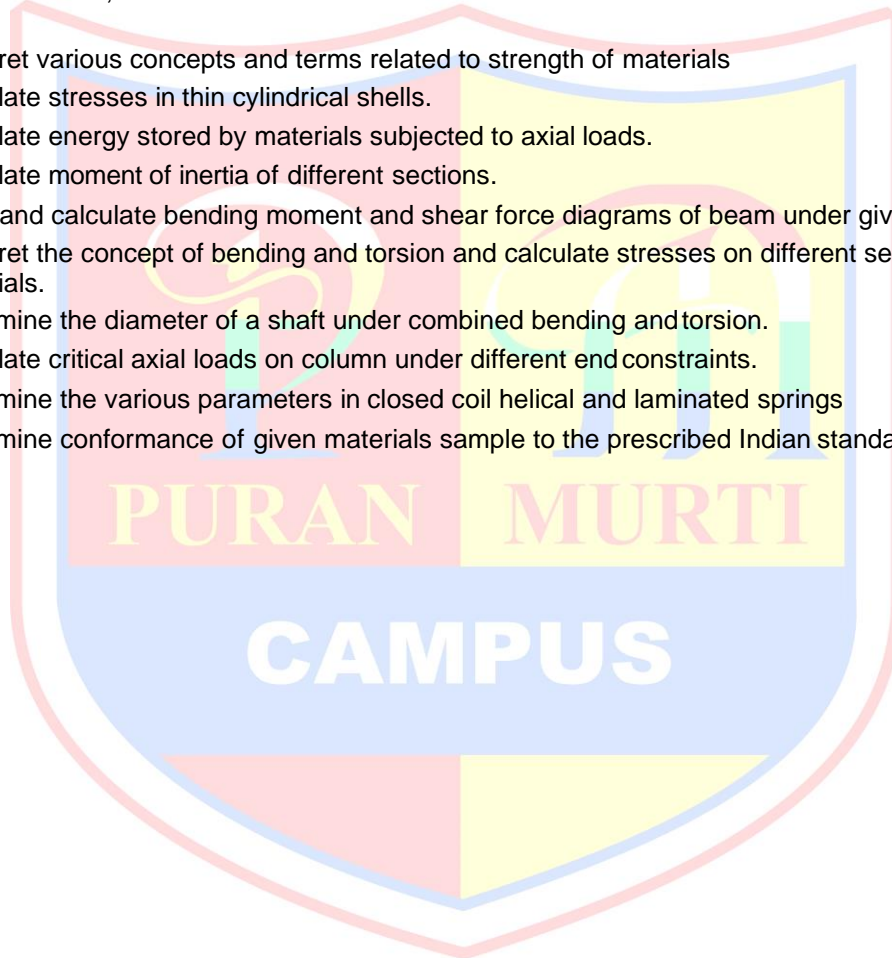 ret various concepts and terms related to strength of materials
late stresses in thin cylindrical shells.
late energy stored by materials subjected to axial loads.
late moment of inertia of different sections.
and calculate bending moment and shear force diagrams of beam under giv
ret the concept of bending and torsion and calculate stresses on different se
ials.
mine the diameter of a shaft under combined bending and torsion.
late critical axial loads on column under different end constraints.
mine the various parameters in closed coil helical and laminated springs
mine conformance of given materials sample to the prescribed Indian standa
PURAN MURTI
CAMPUS